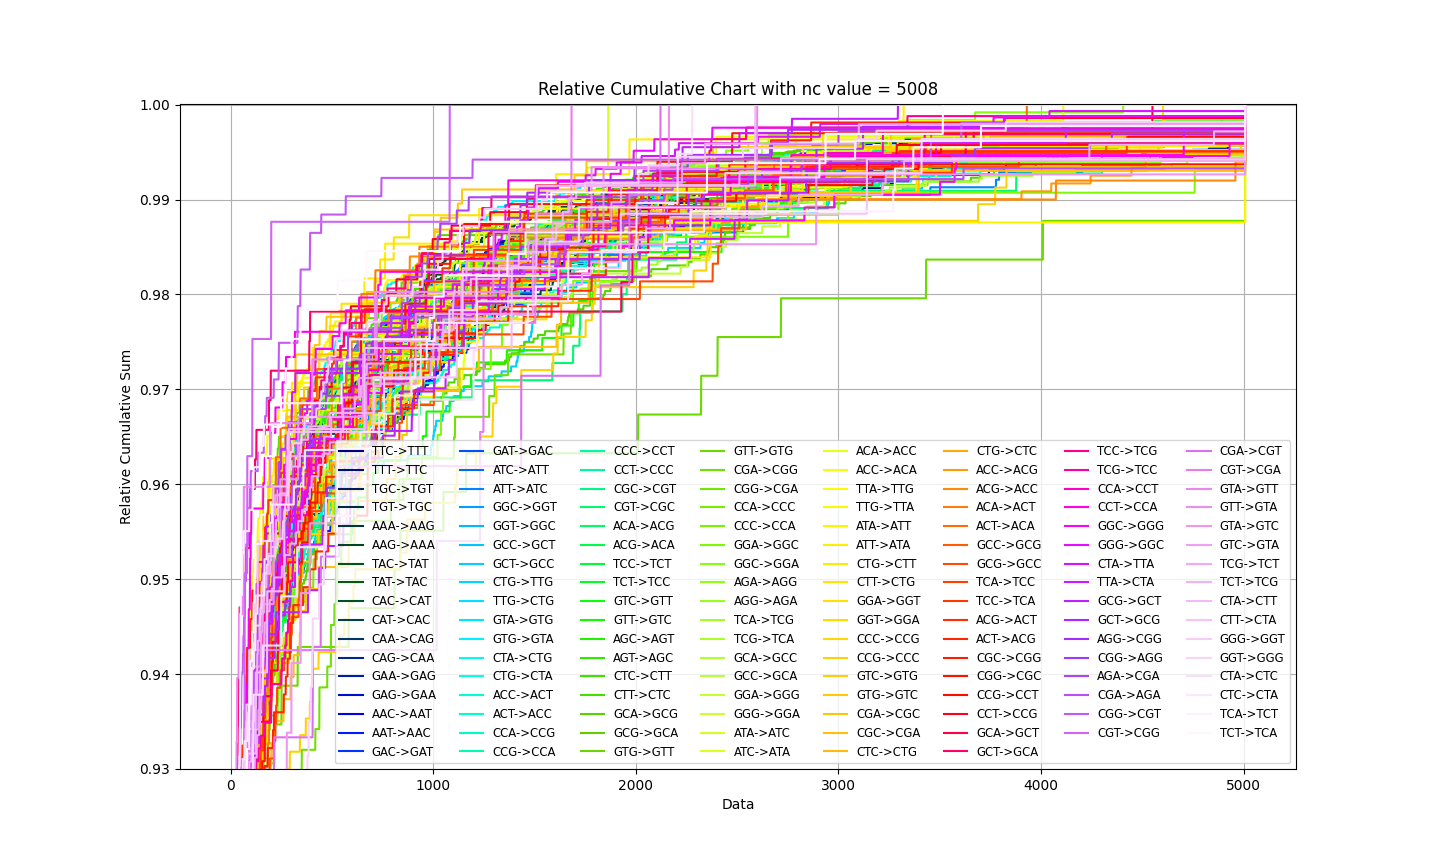 Relative Cumulative Chart with nc value = 5008
Relative Cumulative Sum
1.00
0.99
0.98
0.97
0.96
0.95
0.94
0.93
TTC->TTT GAT->GAC CCC->CCT GTT->GTG ACA->ACC CTG->CTC TCC->TCG CGA->CGT
TTT->TTC ATC->ATT CCT->CCC CGA->CGG ACC->ACA ACC->ACG TCG->TCC CGT->CGA
TGC->TGT ATT->ATC CGC->CGT CGG->CGA TTA->TTG ACG->ACC CCA->CCT GTA->GTT
TGT->TGC GGC->GGT CGT->CGC CCA->CCC TTG->TTA ACA->ACT CCT->CCA GTT->GTA
AAA->AAG GGT->GGC ACA->ACG CCC->CCA ATA->ATT ACT->ACA GGC->GGG GTA->GTC
AAG->AAA GCC->GCT ACG->ACA GGA->GGC ATT->ATA GCC->GCG GGG->GGC GTC->GTA
TAC->TAT GCT->GCC TCC->TCT GGC->GGA CTG->CTT GCG->GCC CTA->TTA TCG->TCT
TAT->TAC CTG->TTG TCT->TCC AGA->AGG CTT->CTG TCA->TCC TTA->CTA TCT->TCG
CAC->CAT TTG->CTG GTC->GTT AGG->AGA GGA->GGT TCC->TCA GCG->GCT CTA->CTT
CAT->CAC GTA->GTG GTT->GTC TCA->TCG GGT->GGA ACG->ACT GCT->GCG CTT->CTA
CAA->CAG GTG->GTA AGC->AGT TCG->TCA CCC->CCG ACT->ACG AGG->CGG GGG->GGT
CAG->CAA CTA->CTG AGT->AGC GCA->GCC CCG->CCC CGC->CGG CGG->AGG GGT->GGG
GAA->GAG CTG->CTA CTC->CTT GCC->GCA GTC->GTG CGG->CGC AGA->CGA CTA->CTC
GAG->GAA ACC->ACT CTT->CTC GGA->GGG GTG->GTC CCG->CCT CGA->AGA CTC->CTA
AAC->AAT ACT->ACC GCA->GCG GGG->GGA CGA->CGC CCT->CCG CGG->CGT TCA->TCT
AAT->AAC CCA->CCG GCG->GCA ATA->ATC CGC->CGA GCA->GCT CGT->CGG TCT->TCA
GAC->GAT CCG->CCA GTG->GTT ATC->ATA CTC->CTG GCT->GCA
0 1000 2000 3000 4000 5000
Data